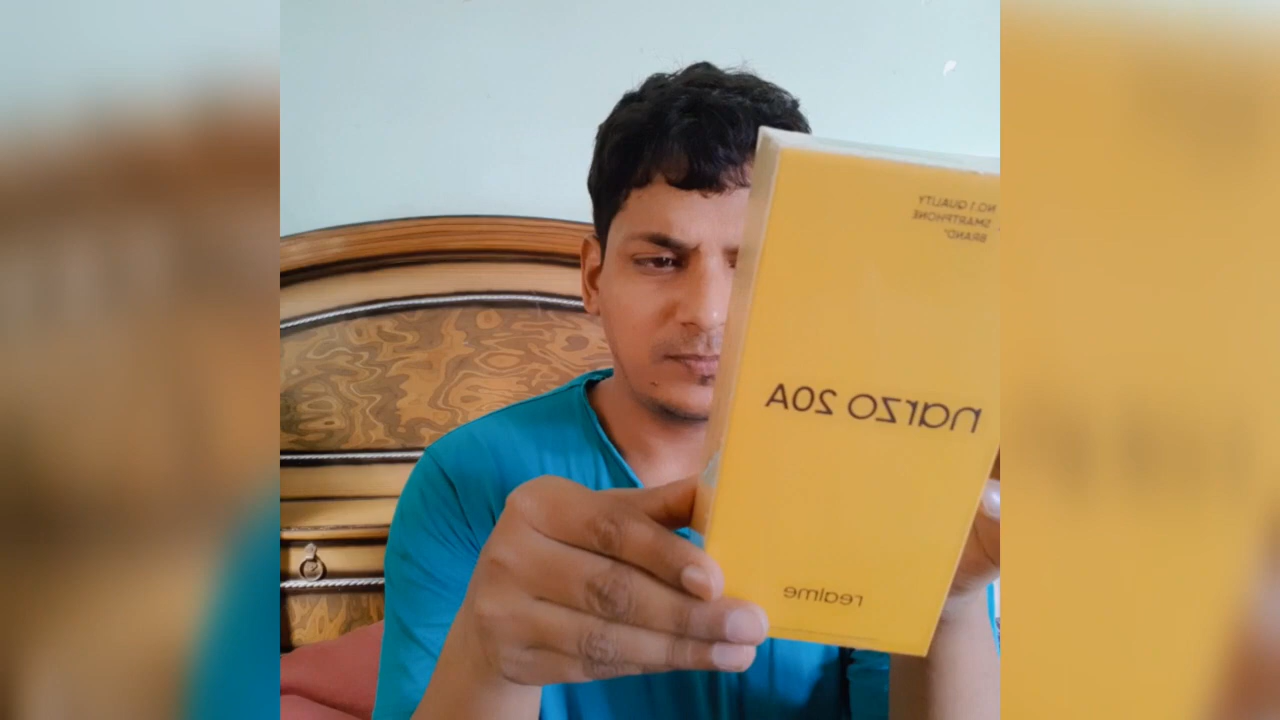 NO.1 QUALITY
SMARTPHONE
BRAND*
narzo 20A
realme